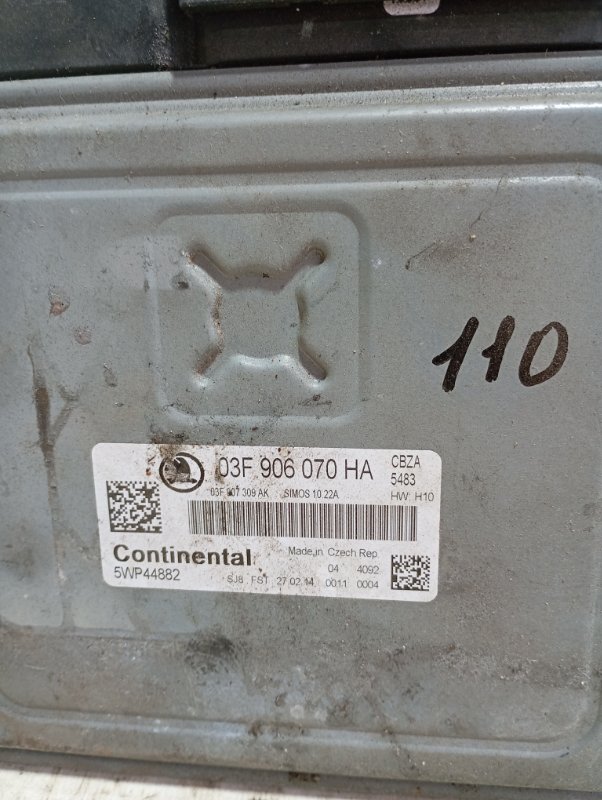 110
03F 906 070 HA
CBZA
5483
03F 907 309 AK SIMOS 10.22A
HW: H10
Continental
Made in Czech Rep.
5WP44882
04 4092
SJ8 FST 27.02.14 0011 0004